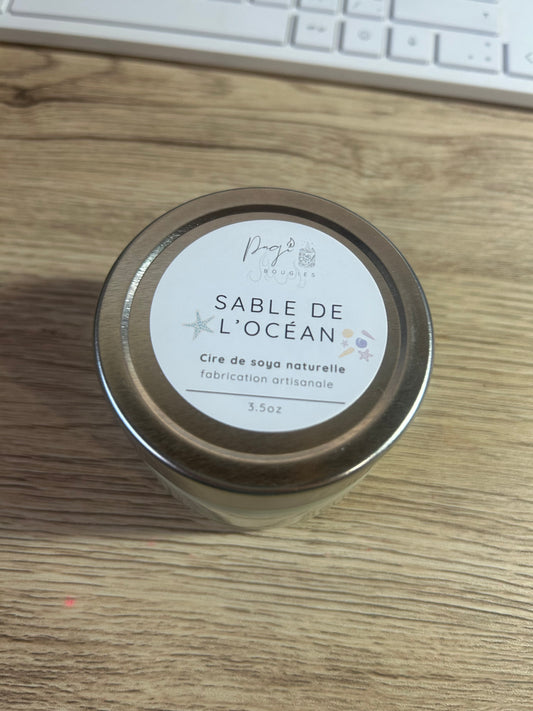 BOUGIES
SABLE DE
L'OCÉAN
Cire de soya naturelle
fabrication artisanale
3.5oz